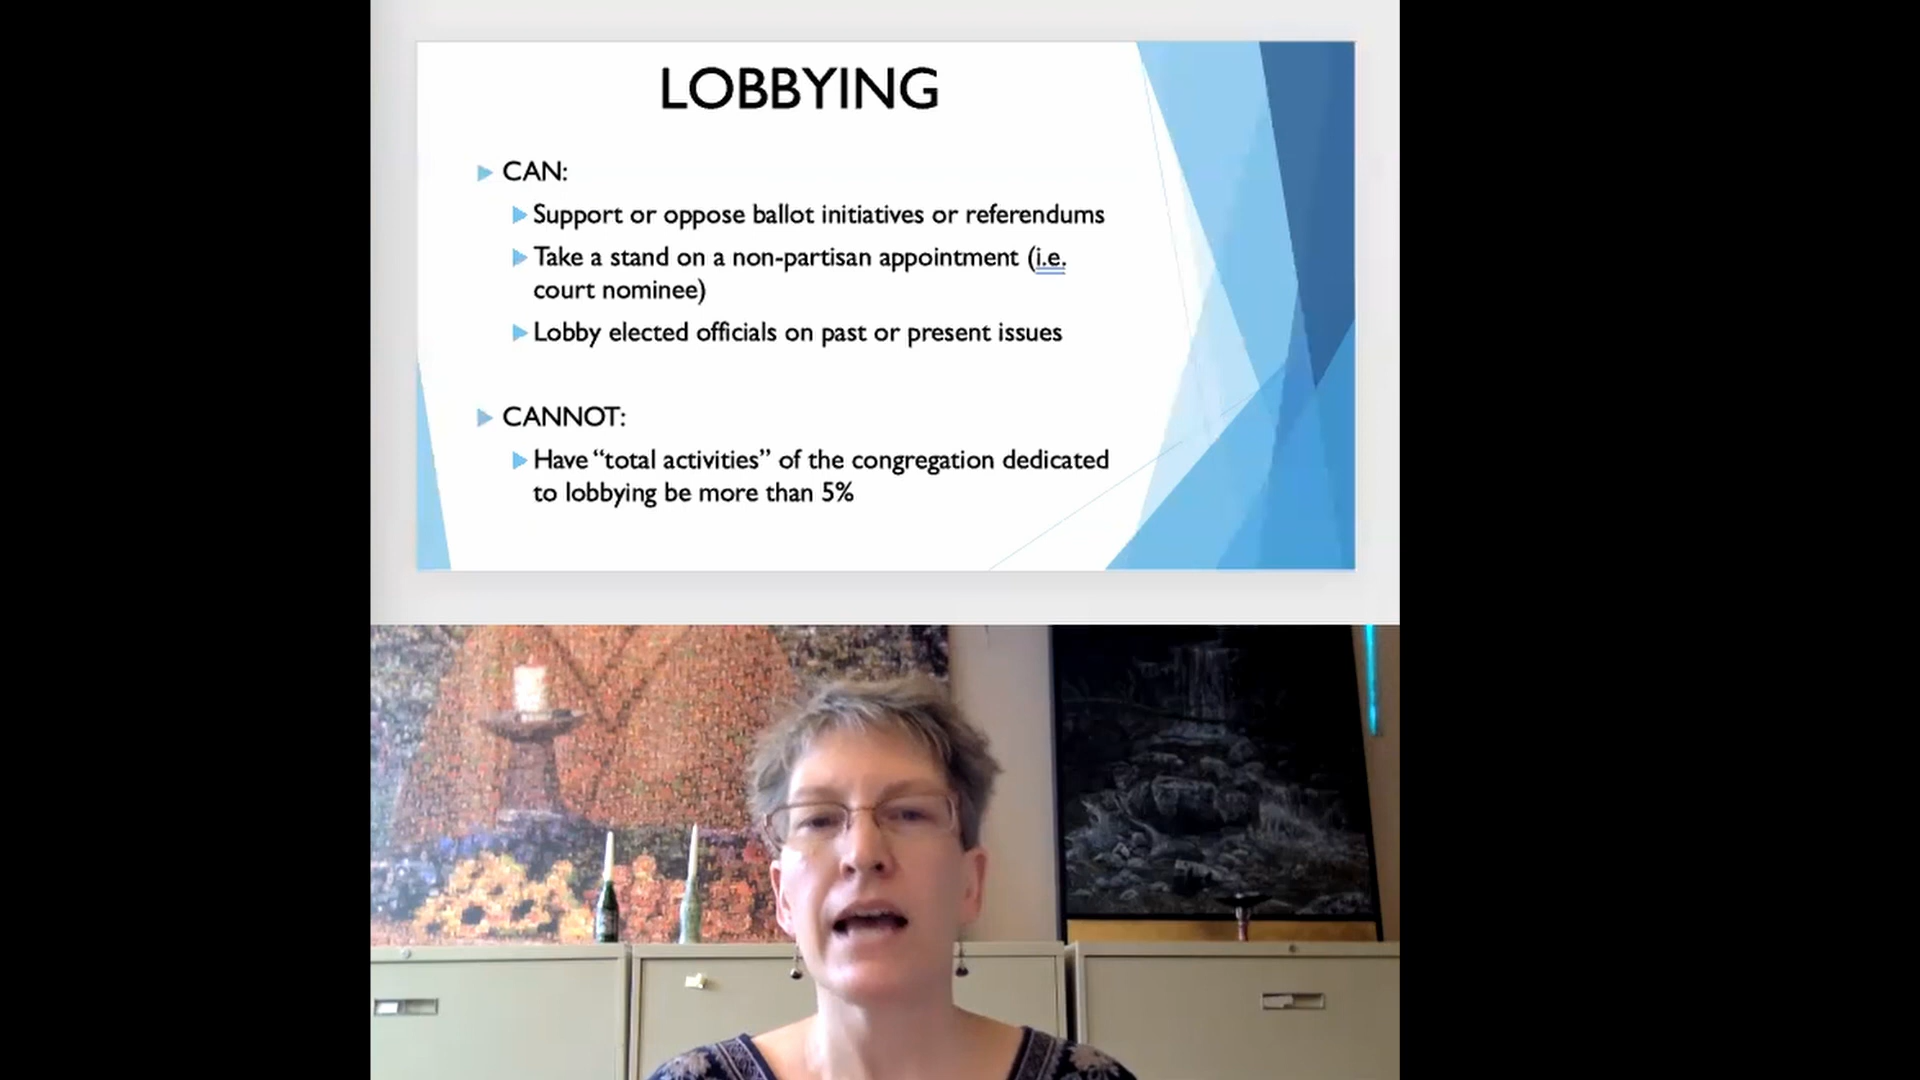 LOBBYING
CAN:
Support or oppose ballot initiatives or referendums
Take a stand on a non-partisan appointment (i.e.
court nominee)
Lobby elected officials on past or present issues
CANNOT:
Have “total activities” of the congregation dedicated
to lobbying be more than 5%